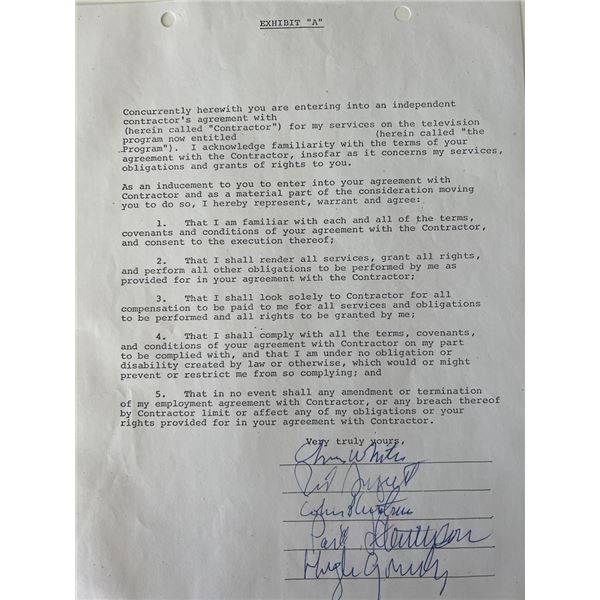 EXHIBIT "A"
Concurrently herewith you are entering into an independent
contractor's agreement with
(herein called "Contractor") for my services on the television
program now entitled (herein called "the
Program"). I acknowledge familiarity with the terms of your
agreement with the Contractor, insofar as it concerns my services,
obligations and grants of rights to you.
As an inducement to you to enter into your agreement with
Contractor and as a material part of the consideration moving
you to do so, I hereby represent, warrant and agree:
1. That I am familiar with each and all of the terms,
covenants and conditions of your agreement with the Contractor,
and consent to the execution thereof;
2. That I shall render all services, grant all rights,
and perform all other obligations to be performed by me as
provided for in your agreement with the Contractor;
3. That I shall look solely to Contractor for all
compensation to be paid to me for all services and obligations
to be performed and all rights to be granted by me;
4. That I shall comply with all the terms, covenants,
and conditions of your agreement with Contractor on my part
to be complied with, and that I am under no obligation or
disability created by law or otherwise, which would or might
prevent or restrict me from so complying; and
5. That in no event shall any amendment or termination
of my employment agreement with Contractor, or any breach thereof
by Contractor limit or affect any of my obligations or your
rights provided for in your agreement with Contractor.
Very truly yours,
Chris White
Paul
Hugh